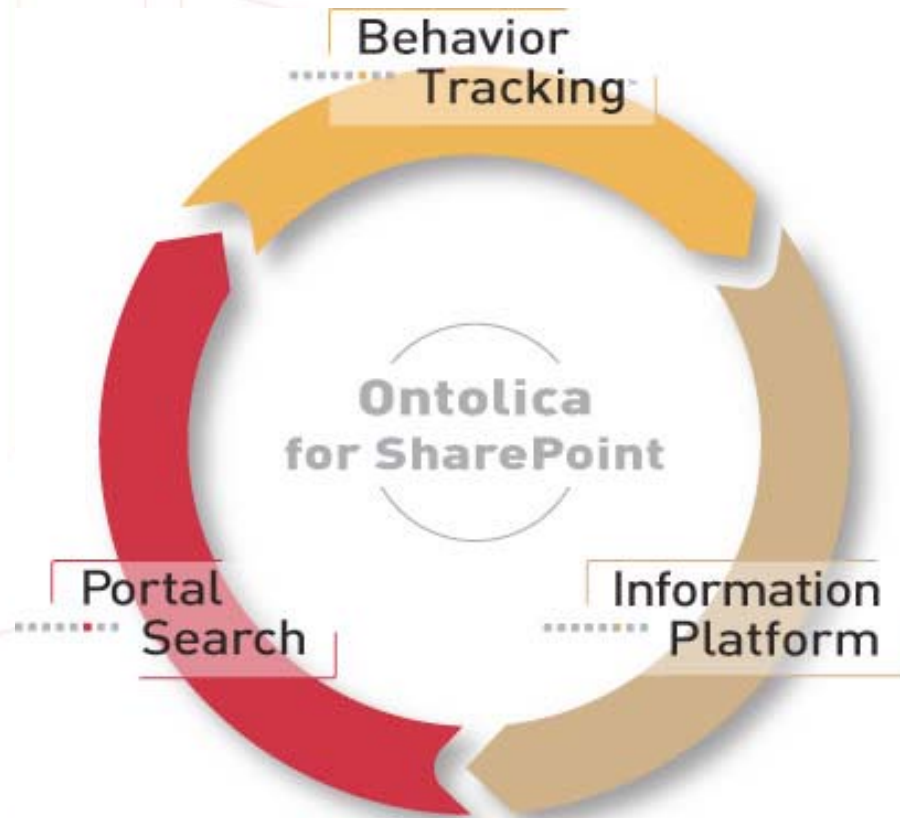 Behavior
Tracking
Ontolica
for SharePoint
Portal
Search
Information
Platform